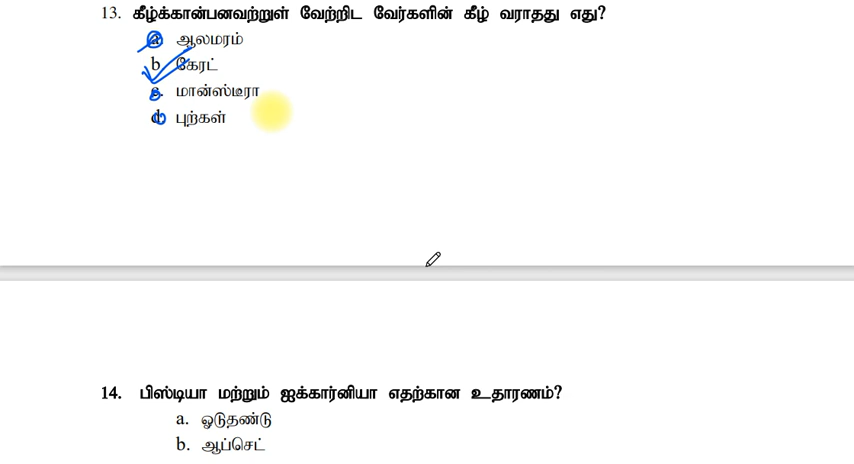 13. கீழ்க்கான்பனவற்றுள் வேற்றிட வேர்களின் கீழ் வராதது எது?
a. ஆலமரம்
b. கேரட்
c. மான்ஸ்டீரா
d. புற்கள்
14. பிஸ்டியா மற்றும் ஐக்கார்னியா எதற்கான உதாரணம்?
a. ஓடுதண்டு
b. ஆப்செட்